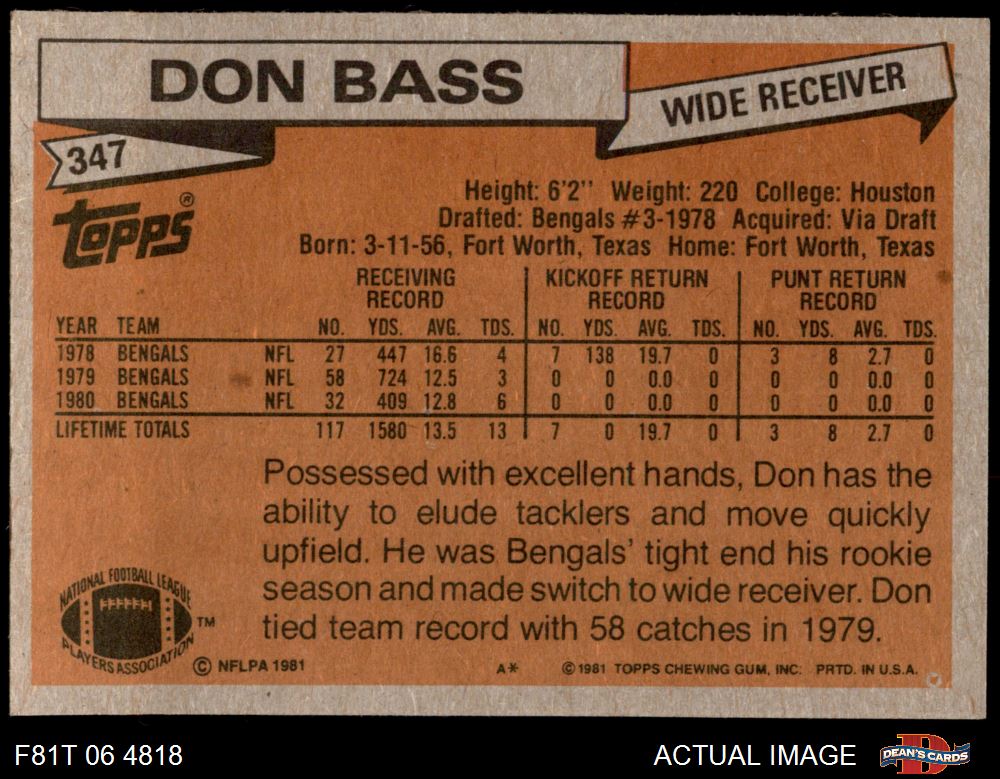 DON BASS
WIDE RECEIVER
347
Topps®
Height: 6'2'' Weight: 220 College: Houston
Drafted: Bengals #3-1978 Acquired: Via Draft
Born: 3-11-56, Fort Worth, Texas Home: Fort Worth, Texas
RECEIVING RECORD KICKOFF RETURN RECORD PUNT RETURN RECORD
YEAR TEAM NO. YDS. AVG. TDS. NO. YDS. AVG. TDS. NO. YDS. AVG. TDS.
1978 BENGALS NFL 27 447 16.6 4 7 138 19.7 0 3 8 2.7 0
1979 BENGALS NFL 58 724 12.5 3 0 0 0.0 0 0 0 0.0 0
1980 BENGALS NFL 32 409 12.8 6 0 0 0.0 0 0 0 0.0 0
LIFETIME TOTALS 117 1580 13.5 13 7 0 19.7 0 3 8 2.7 0
Possessed with excellent hands, Don has the
ability to elude tacklers and move quickly
upfield. He was Bengals' tight end his rookie
season and made switch to wide receiver. Don
tied team record with 58 catches in 1979.
NATIONAL FOOTBALL LEAGUE
PLAYERS ASSOCIATION
TM
© NFLPA 1981 A* © 1981 TOPPS CHEWING GUM, INC. PRTD. IN U.S.A.
F81T 06 4818 ACTUAL IMAGE DEAN'S CARDS